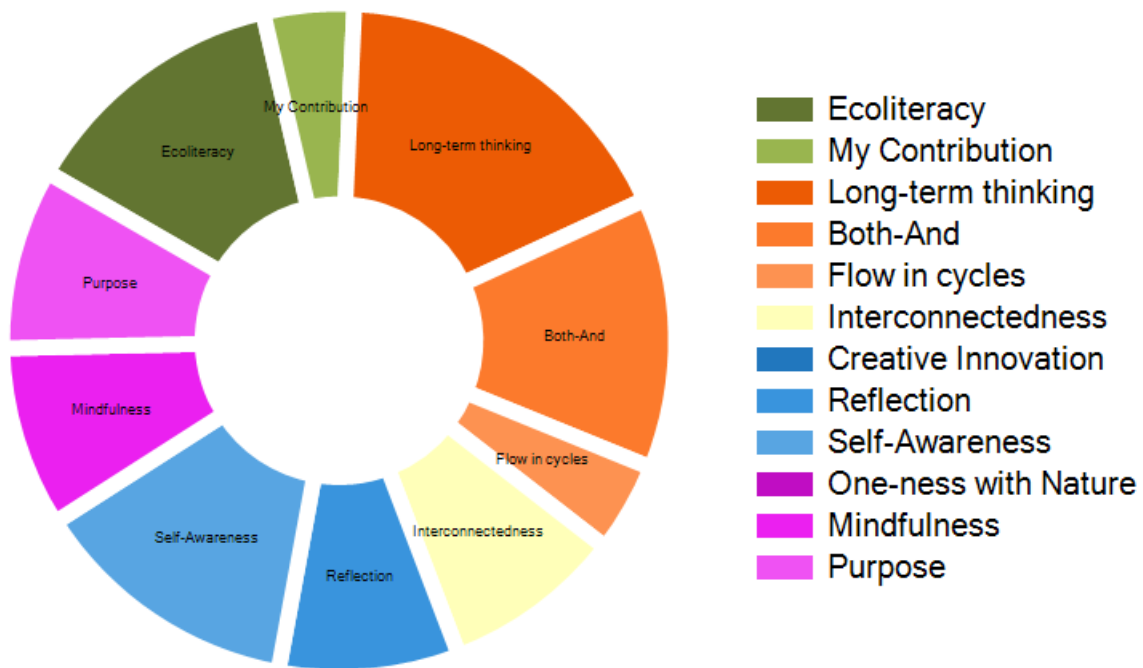 My Contribution
Ecoliteracy
Long-term thinking
Purpose
Both-And
Mindfulness
Flow in cycles
Self-Awareness
Interconnectedness
Reflection
Ecoliteracy
My Contribution
Long-term thinking
Both-And
Flow in cycles
Interconnectedness
Creative Innovation
Reflection
Self-Awareness
One-ness with Nature
Mindfulness
Purpose